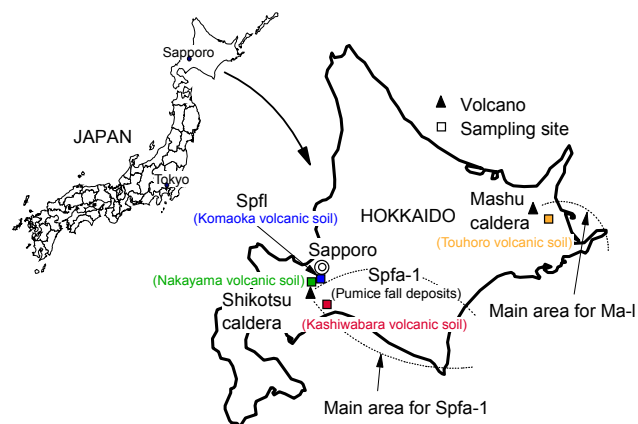 Sapporo
JAPAN
Tokyo
Volcano
Sampling site
Spfl
(Komaoka volcanic soil)
HOKKAIDO
Mashu
caldera
(Touhoro volcanic soil)
Sapporo
(Nakayama volcanic soil)
Spfa-1
(Pumice fall deposits)
Shikotsu
caldera
(Kashiwabara volcanic soil)
Main area for Ma-l
Main area for Spfa-1